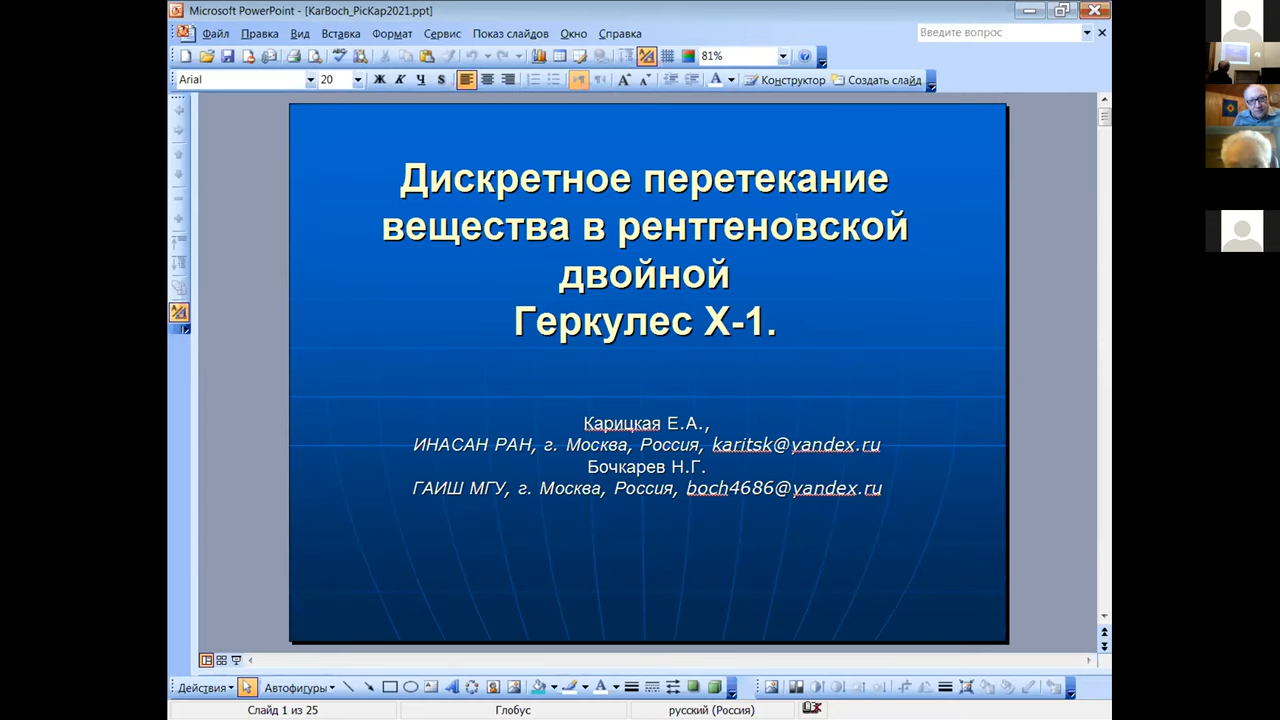 Microsoft PowerPoint - [KarBoch_PicKap2021.ppt]
Файл Правка Вид Вставка Формат Сервис Показ слайдов Окно Справка Введите вопрос
81%
Arial 20 Ж К Ч S Конструктор Создать слайд
Дискретное перетекание
вещества в рентгеновской
двойной
Геркулес Х-1.
Карицкая Е.А.,
ИНАСАН РАН, г. Москва, Россия, karitsk@yandex.ru
Бочкарев Н.Г.
ГАИШ МГУ, г. Москва, Россия, boch4686@yandex.ru
Действия Автофигуры
Слайд 1 из 25 Глобус русский (Россия)